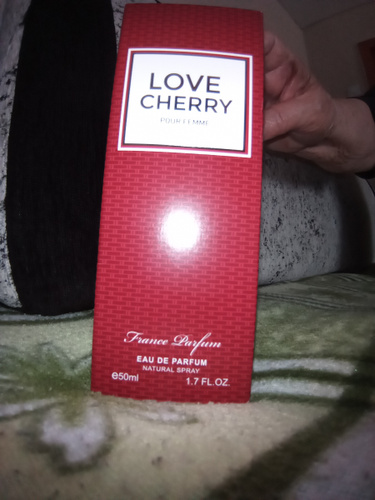 LOVE
CHERRY
POUR FEMME
France Parfum
EAU DE PARFUM
NATURAL SPRAY
℮50ml 1.7 FL.OZ.